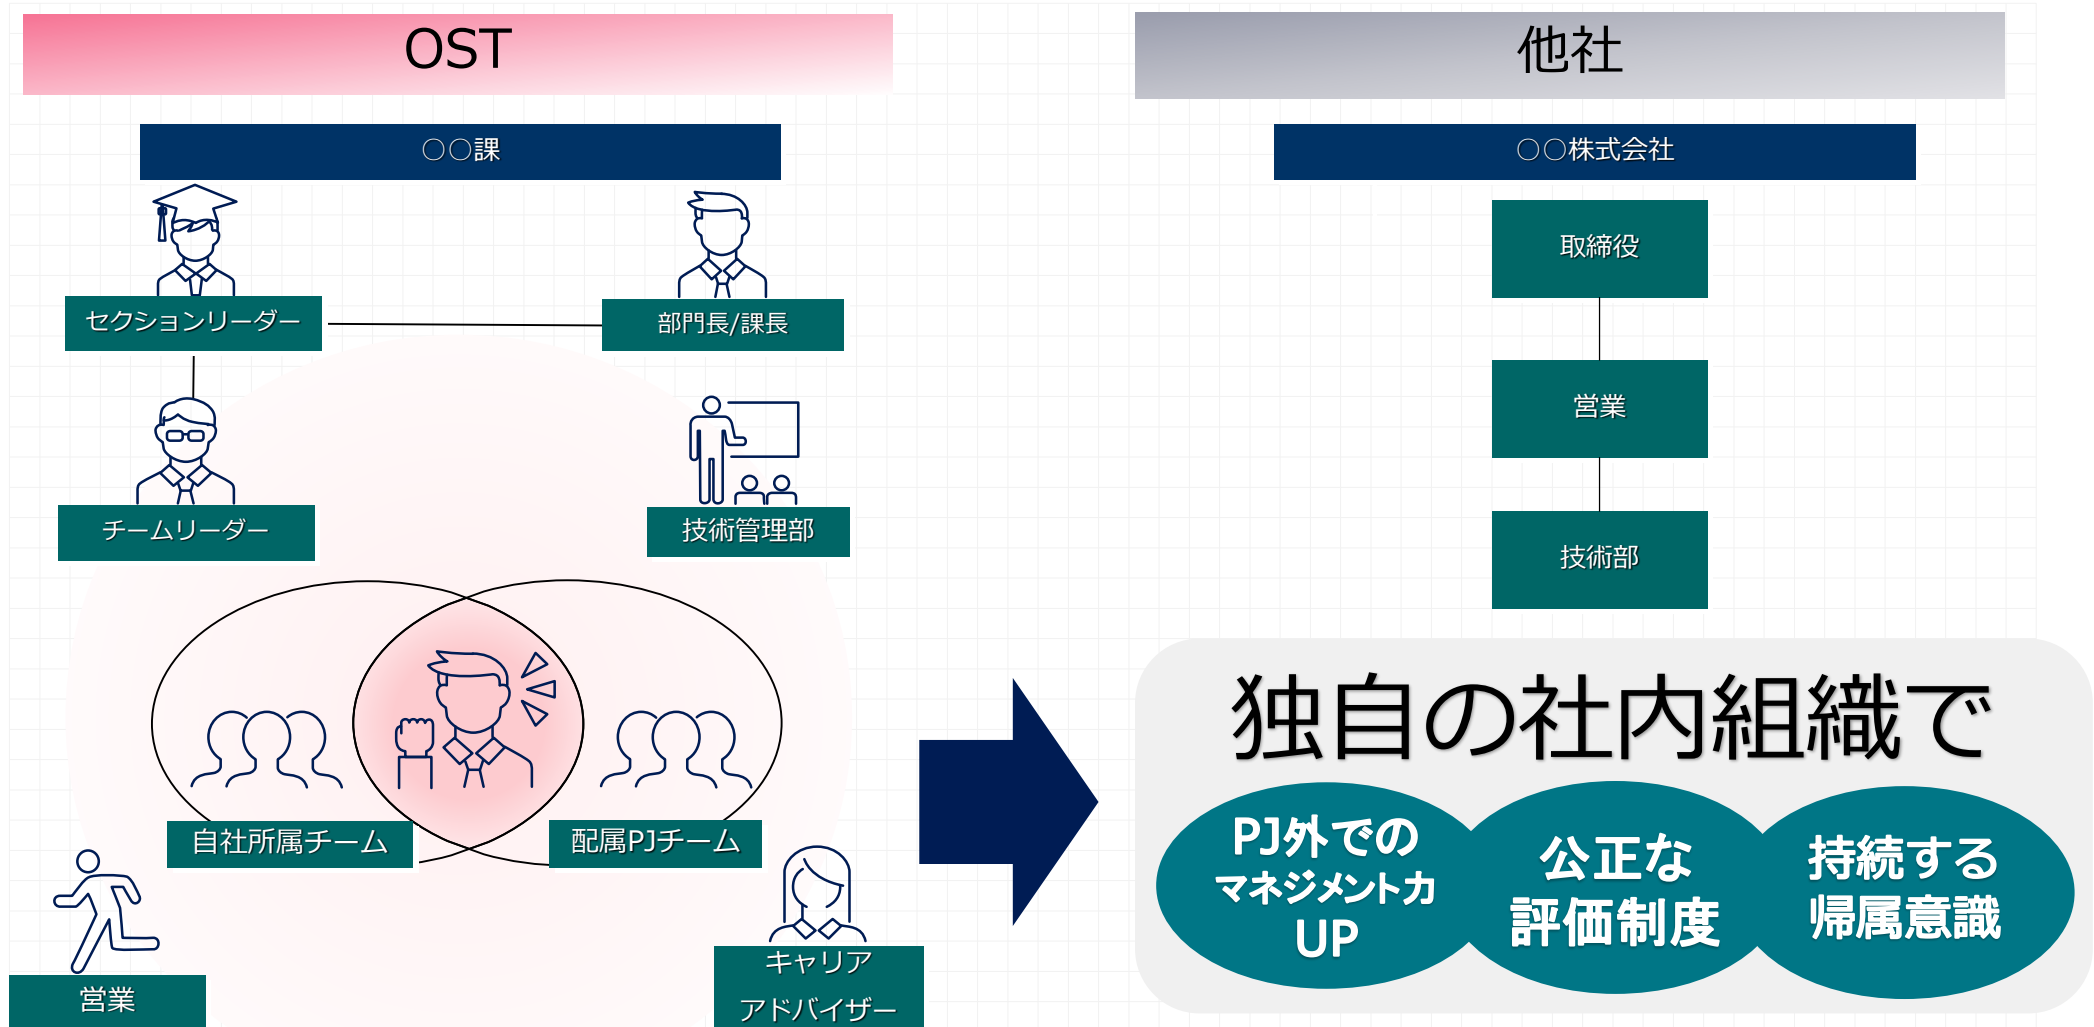 OST
他社
○○課
○○株式会社
セクションリーダー
部門長/課長
取締役
チームリーダー
技術管理部
営業
技術部
自社所属チーム
配属PJチーム
営業
キャリア
アドバイザー
独自の社内組織で
PJ外での
マネジメント力
UP
公正な
評価制度
持続する
帰属意識